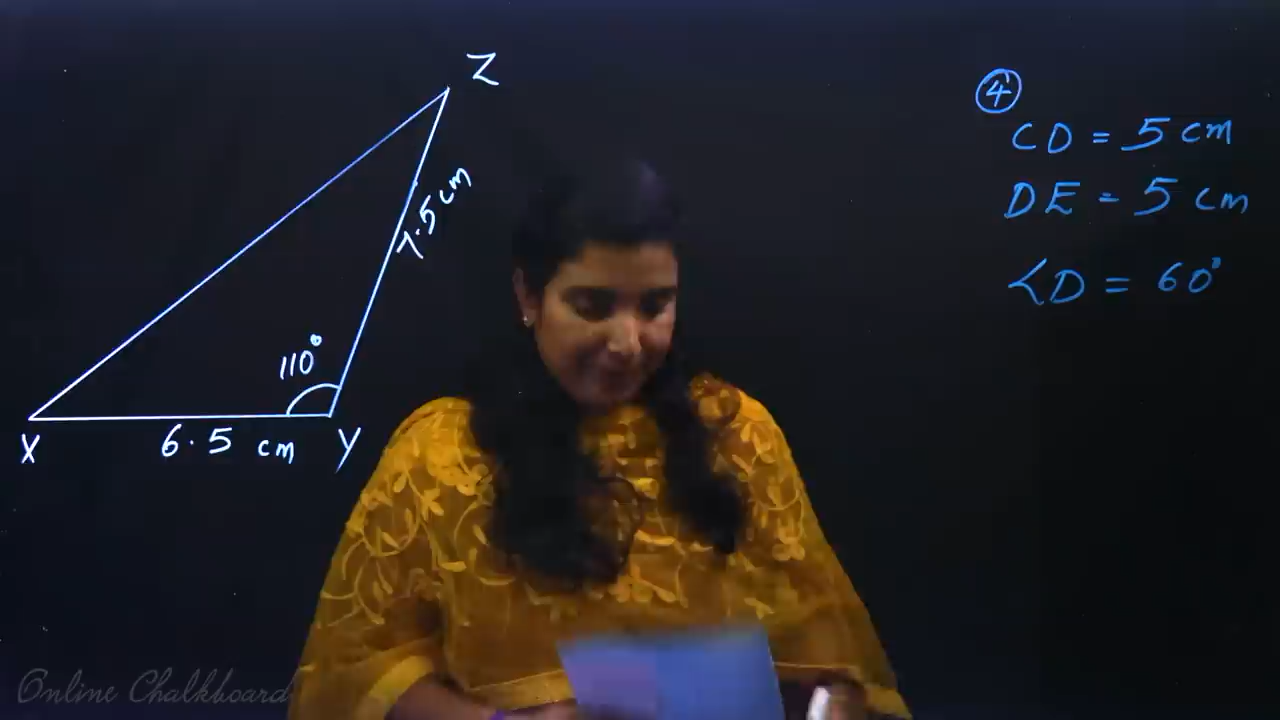 Z
7.5 cm
110°
X
6.5 cm
Y
④
CD = 5 cm
DE = 5 cm
∠D = 60°
Online Chalkboard